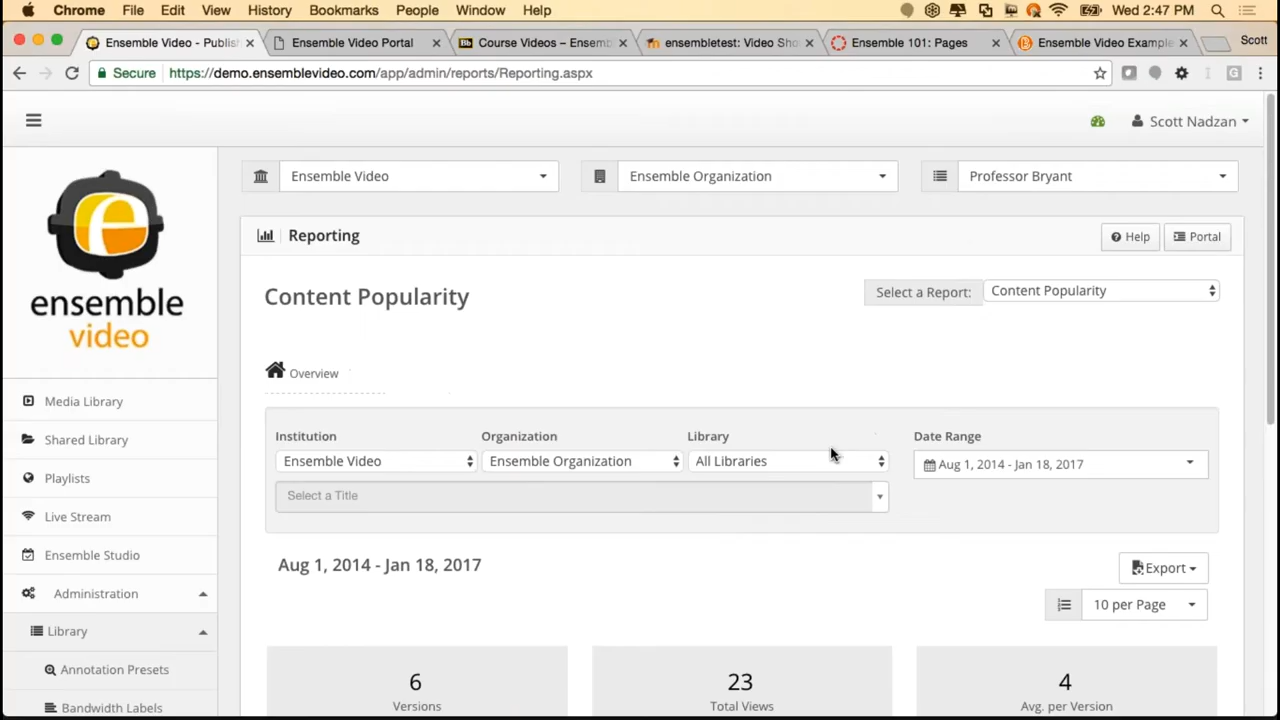 Chrome File Edit View History Bookmarks People Window Help Wed 2:47 PM
Ensemble Video - Publish Ensemble Video Portal Course Videos – Ensemb ensembletest: Video Sho Ensemble 101: Pages Ensemble Video Example Scott
Secure https://demo.ensemblevideo.com/app/admin/reports/Reporting.aspx
Scott Nadzan
Ensemble Video Ensemble Organization Professor Bryant
Reporting Help Portal
ensemble
video
Content Popularity Select a Report: Content Popularity
Overview
Media Library
Shared Library
Playlists
Live Stream
Ensemble Studio
Administration
Library
Annotation Presets
Bandwidth Labels
Institution Organization Library Date Range
Ensemble Video Ensemble Organization All Libraries Aug 1, 2014 - Jan 18, 2017
Select a Title
Aug 1, 2014 - Jan 18, 2017 Export
10 per Page
6 23 4
Versions Total Views Avg. per Version